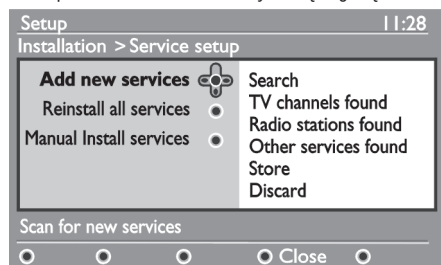 Setup 11:28
Installation > Service setup
Add new services
Reinstall all services
Manual Install services
Search
TV channels found
Radio stations found
Other services found
Store
Discard
Scan for new services
Close